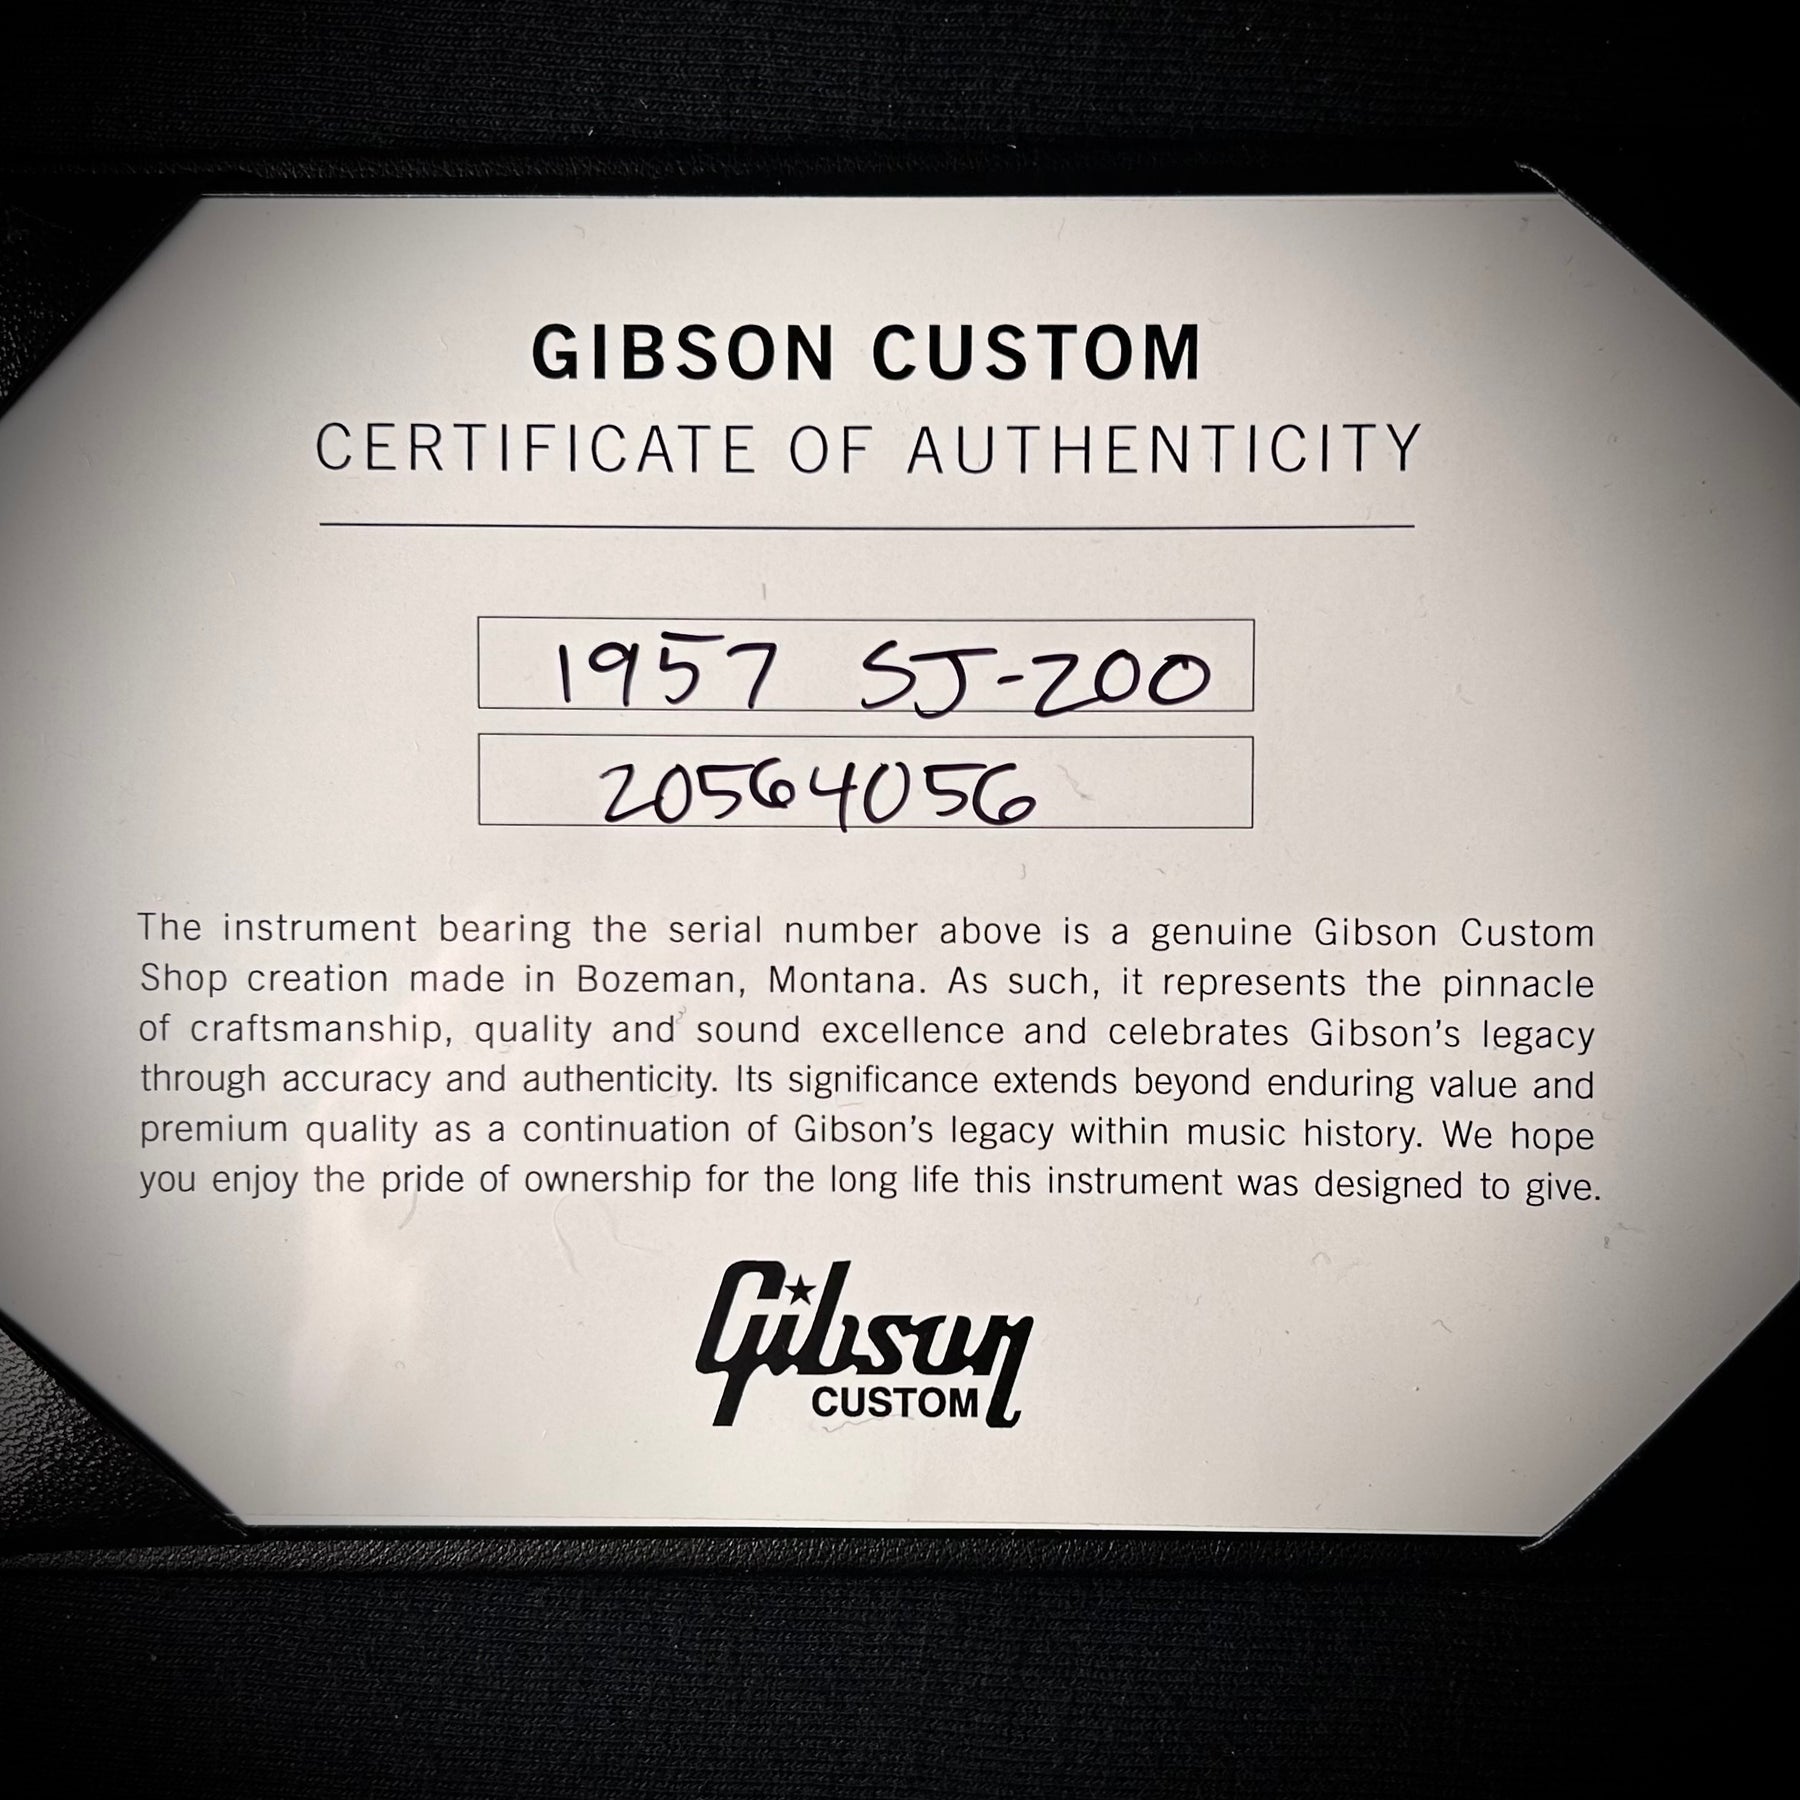 GIBSON CUSTOM
CERTIFICATE OF AUTHENTICITY
1957 SJ-200
20564056
The instrument bearing the serial number above is a genuine Gibson Custom
Shop creation made in Bozeman, Montana. As such, it represents the pinnacle
of craftsmanship, quality and sound excellence and celebrates Gibson's legacy
through accuracy and authenticity. Its significance extends beyond enduring value and
premium quality as a continuation of Gibson's legacy within music history. We hope
you enjoy the pride of ownership for the long life this instrument was designed to give.
Gibson
CUSTOM